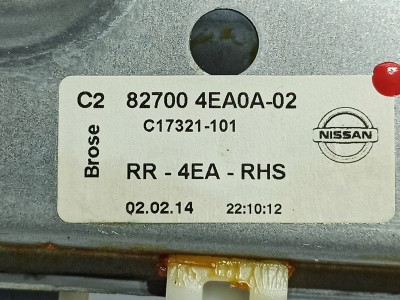 C2 82700 4EA0A-02
C17321-101
Brose
NISSAN
RR - 4EA - RHS
02.02.14 22:10:12